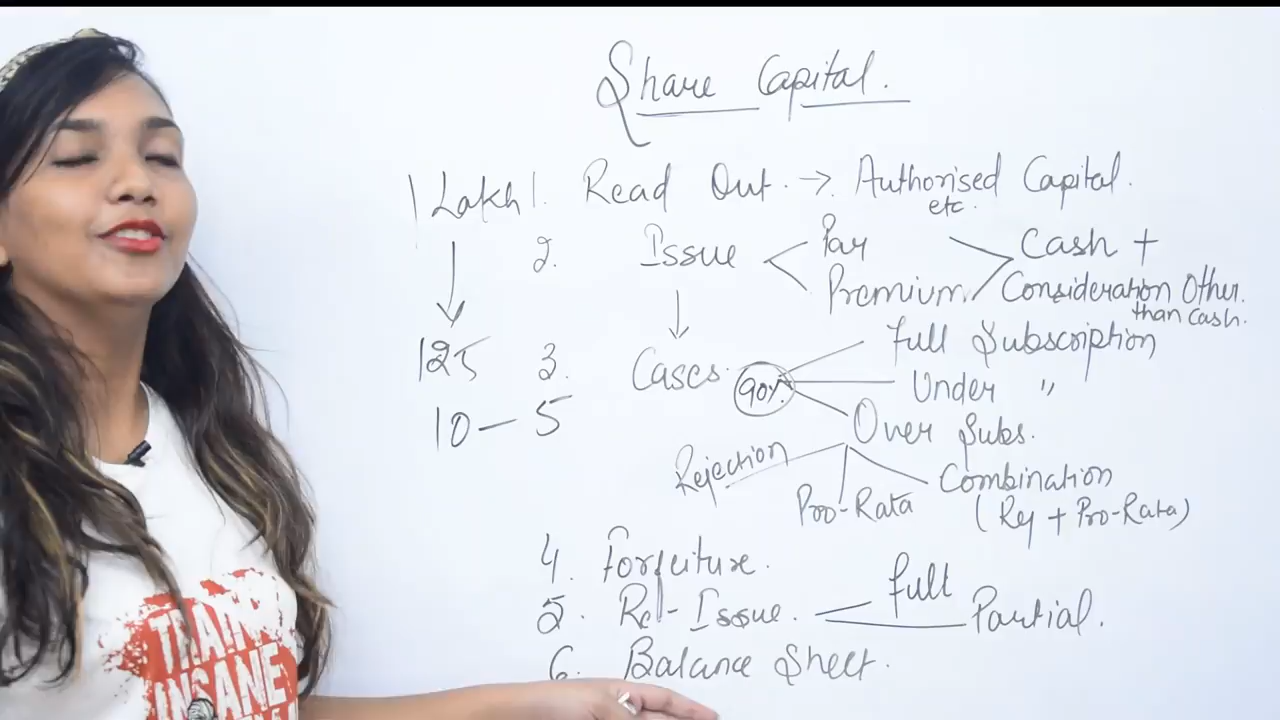 Share Capital.
1 Lakh
1. Read Out. → Authorised Capital.
etc.
2. Issue
Par
Premium
Cash +
Consideration Other
than Cash.
125
3. Cases
90%
Full Subscription
Under "
Over Subs.
10 - 5
Rejection
Pro-Rata
Combination
(Rej + Pro-Rata)
4. Forfeiture.
5. Re-Issue.
Full
Partial.
6. Balance Sheet.
INSANE